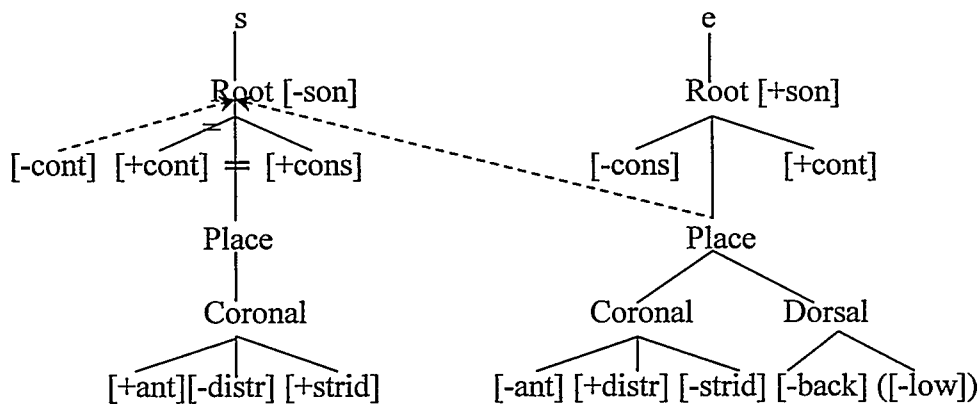 s e
Root [-son] Root [+son]
[-cont] [+cont] [+cons] [-cons] [+cont]
Place Place
Coronal Coronal Dorsal
[+ant][-distr] [+strid] [-ant] [+distr] [-strid] [-back] ([-low])